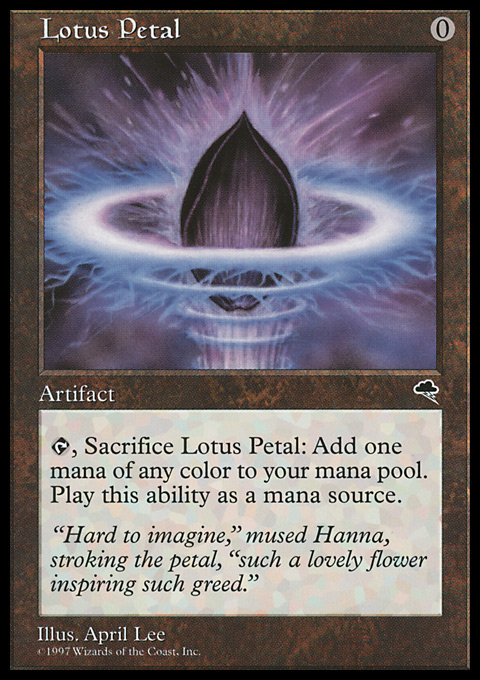 Lotus Petal
0
Artifact
, Sacrifice Lotus Petal: Add one
mana of any color to your mana pool.
Play this ability as a mana source.
“Hard to imagine,” mused Hanna,
stroking the petal, “such a lovely flower
inspiring such greed.”
Illus. April Lee
©1997 Wizards of the Coast, Inc.